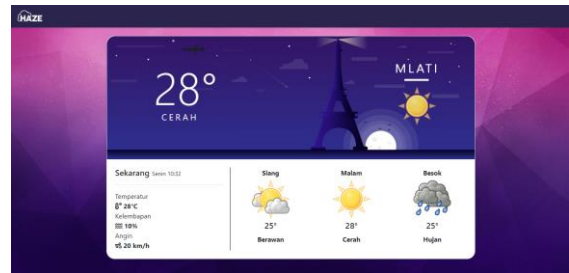 HAZE
28°
CERAH
MLATI
Sekarang Senin 10:32
Temperatur
28°C
Kelembapan
10%
Angin
20 km/h
Siang
25°
Berawan
Malam
28°
Cerah
Besok
25°
Hujan